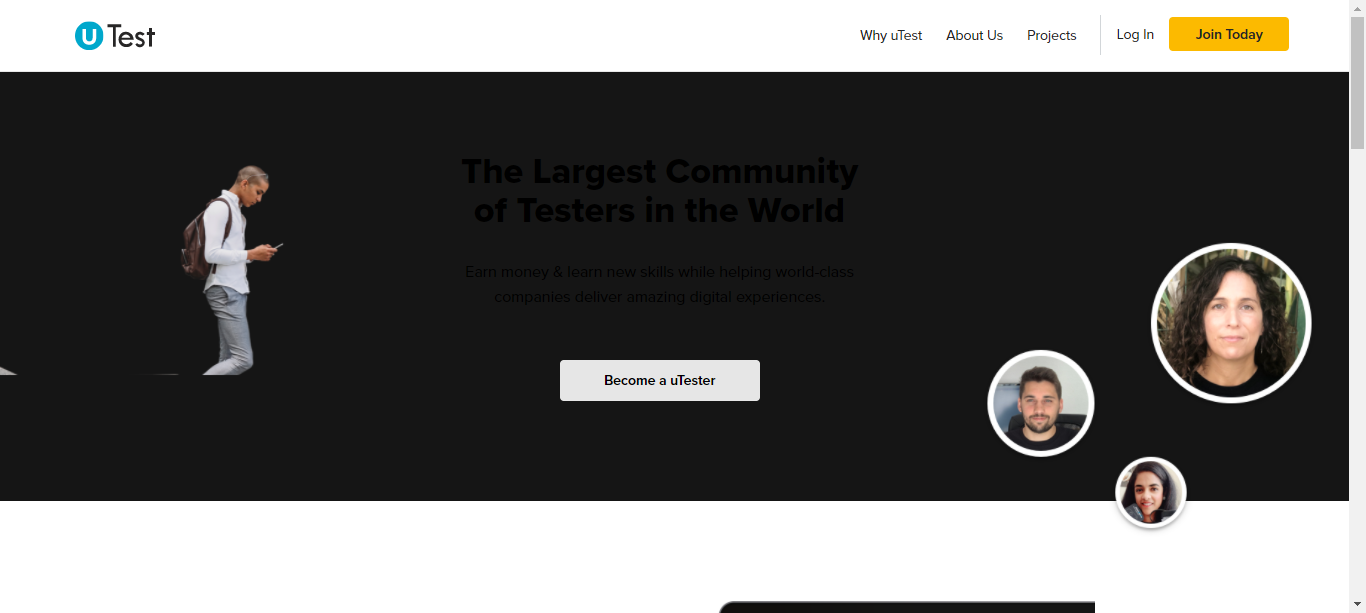 uTest
Why uTest
About Us
Projects
Log In
Join Today
The Largest Community
of Testers in the World
Earn money & learn new skills while helping world-class
companies deliver amazing digital experiences.
Become a uTester